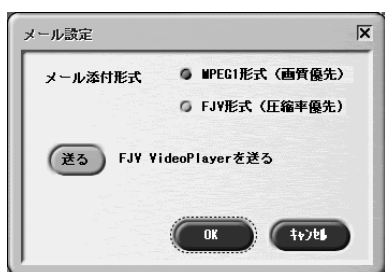 メール設定
メール添付形式 MPEG1形式（画質優先）
FJV形式（圧縮率優先）
送る FJV VideoPlayerを送る
OK ｷｬﾝｾﾙ